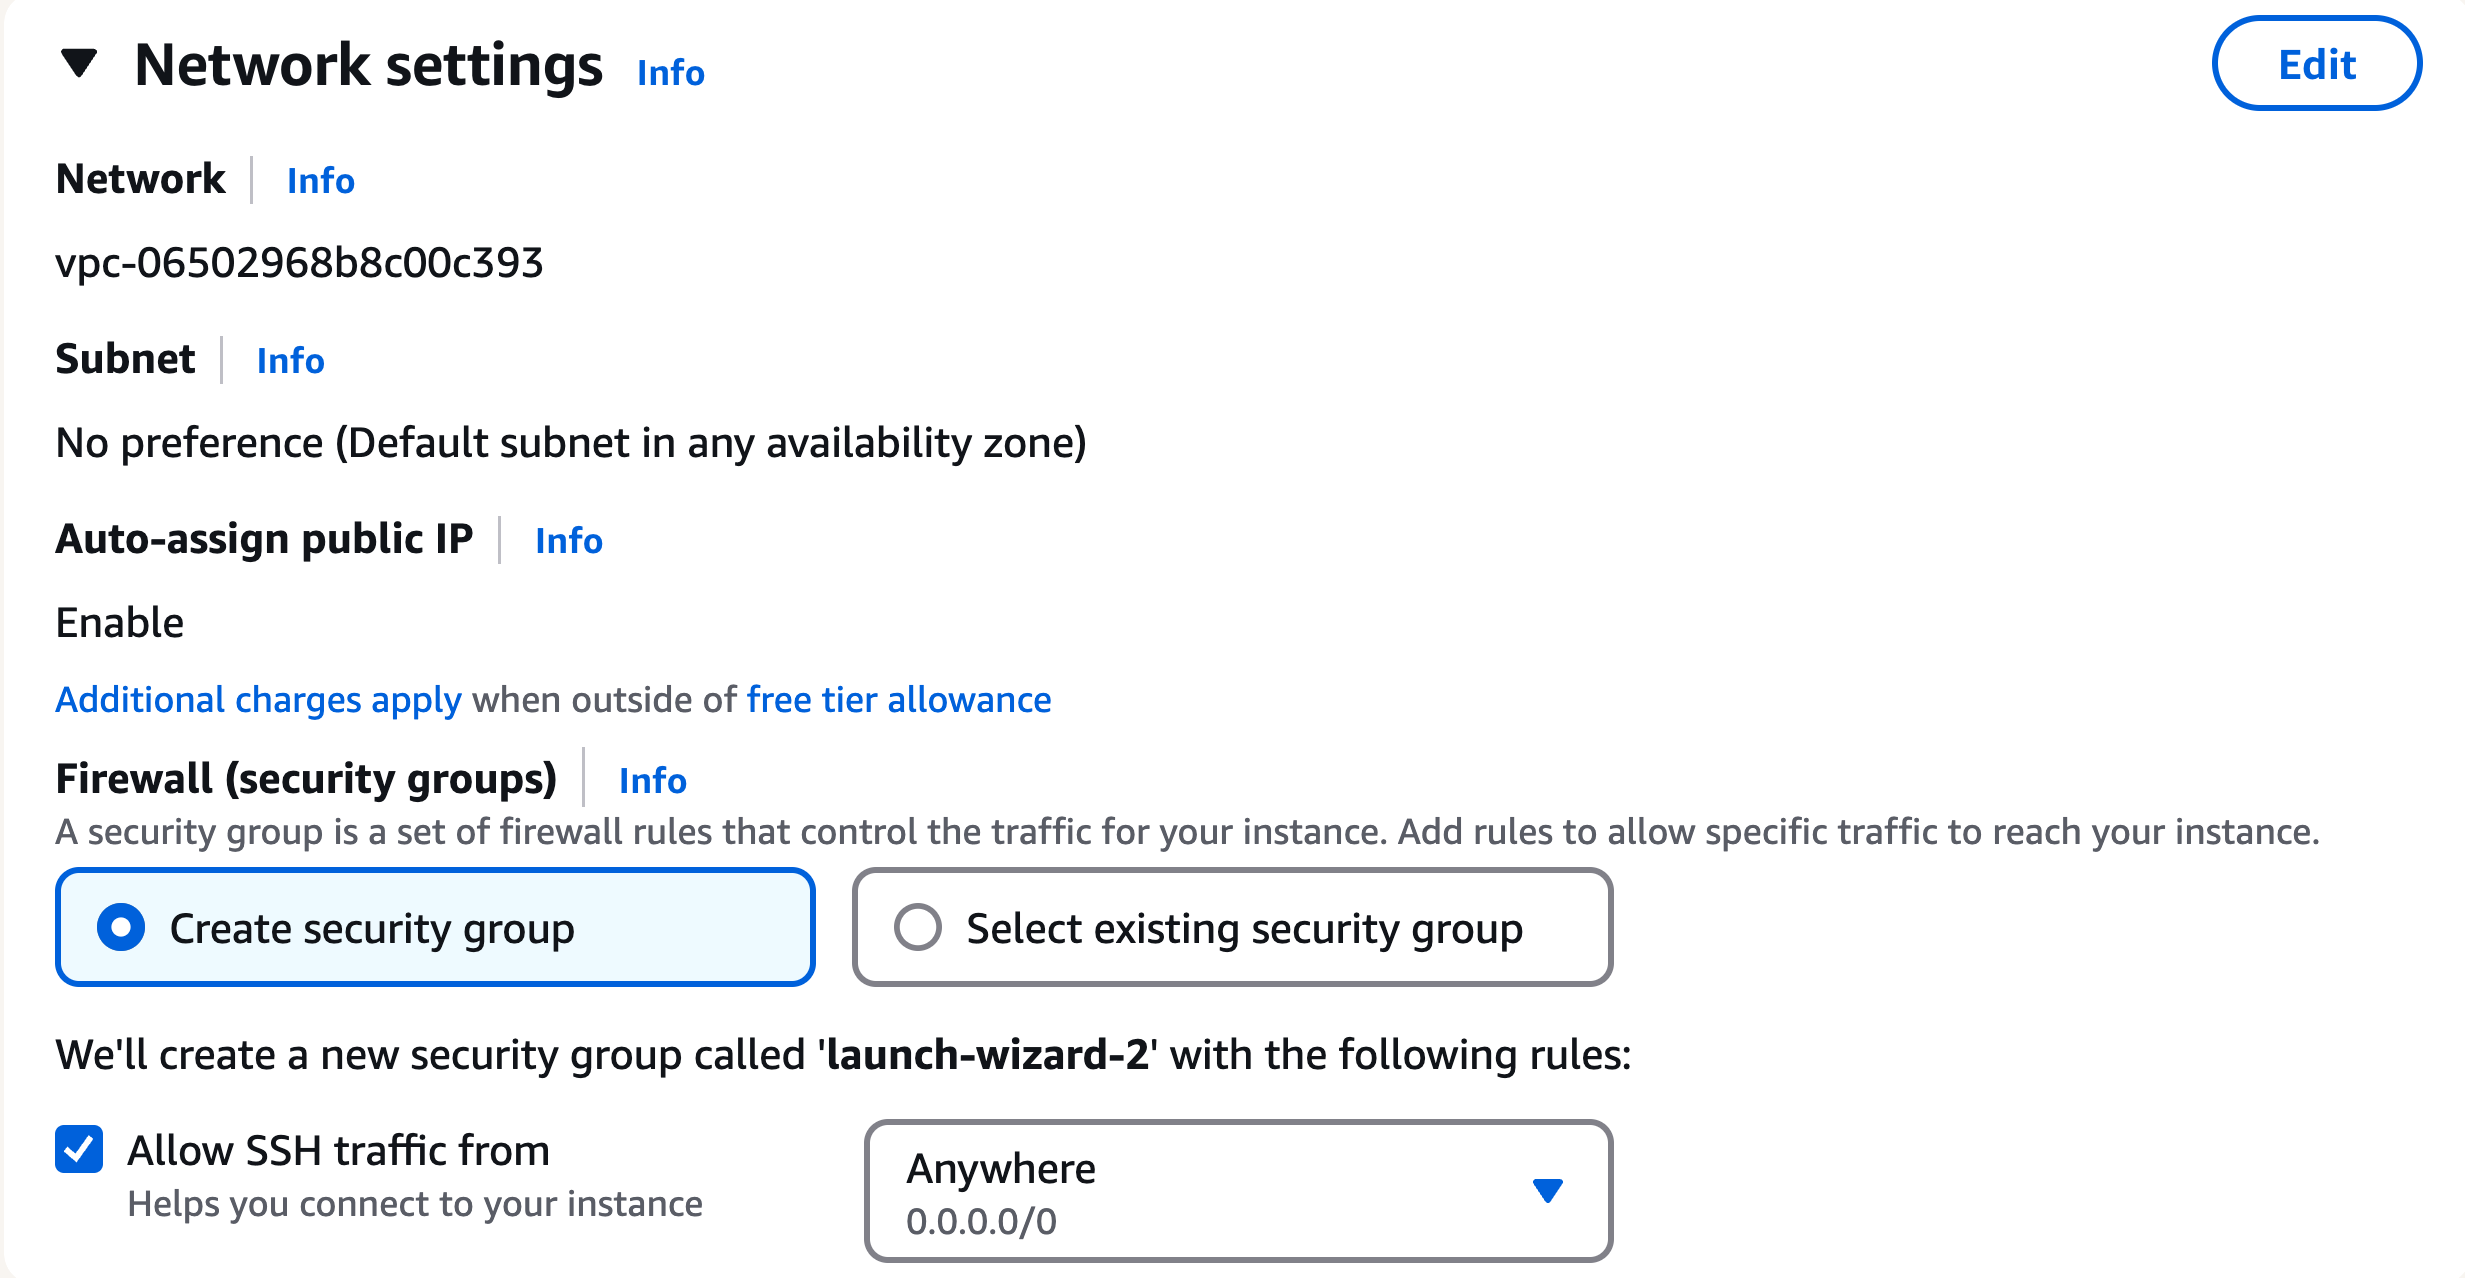 Network settings Info Edit
Network Info
vpc-06502968b8c00c393
Subnet Info
No preference (Default subnet in any availability zone)
Auto-assign public IP Info
Enable
Additional charges apply when outside of free tier allowance
Firewall (security groups) Info
A security group is a set of firewall rules that control the traffic for your instance. Add rules to allow specific traffic to reach your instance.
Create security group Select existing security group
We'll create a new security group called 'launch-wizard-2' with the following rules:
Allow SSH traffic from
Helps you connect to your instance
Anywhere
0.0.0.0/0